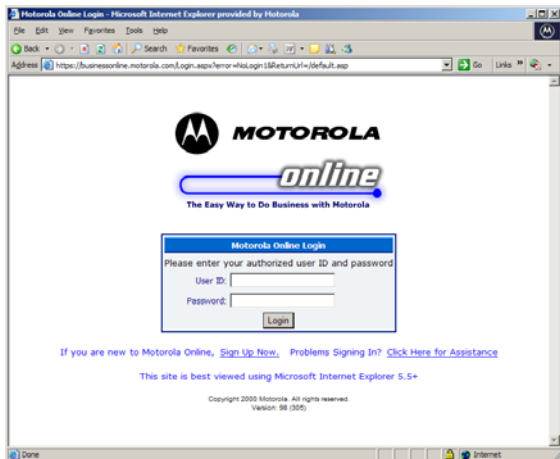 Motorola Online Login - Microsoft Internet Explorer provided by Motorola
File Edit View Favorites Tools Help
Back Search Favorites
Address https://businessonline.motorola.com/Login.aspx?error=NoLogin1&ReturnUrl=/default.asp Go Links »
MOTOROLA
online
The Easy Way to Do Business with Motorola
Motorola Online Login
Please enter your authorized user ID and password
User ID:
Password:
Login
If you are new to Motorola Online, Sign Up Now. Problems Signing In? Click Here for Assistance
This site is best viewed using Microsoft Internet Explorer 5.5+
Copyright 2000 Motorola. All rights reserved.
Version: 98 (305)
Done Internet